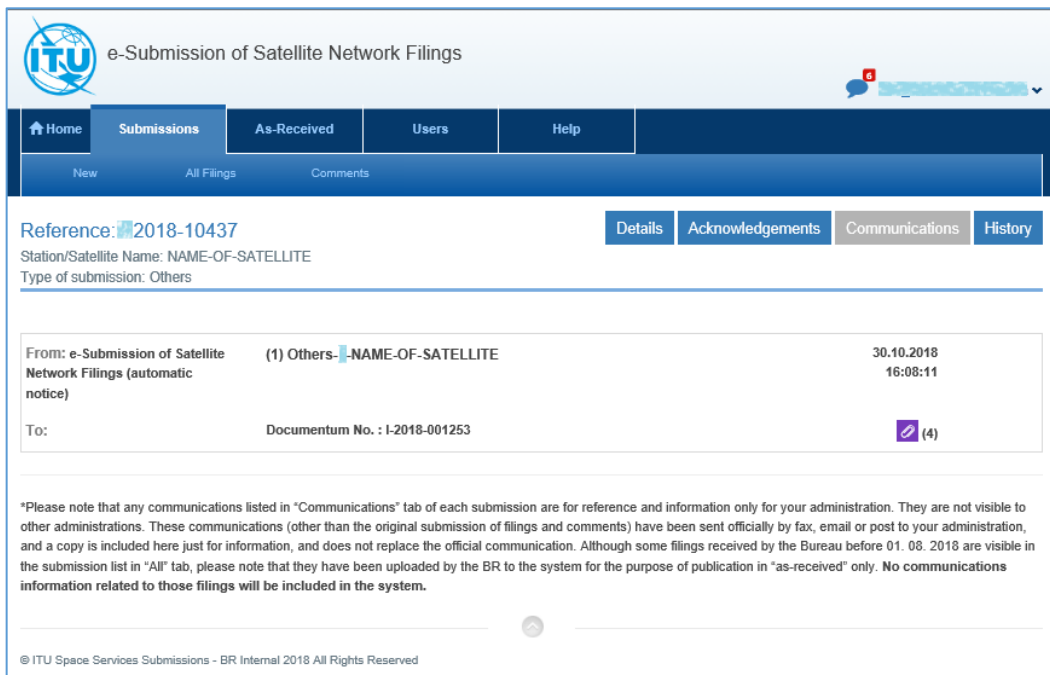 ITU
e-Submission of Satellite Network Filings
6
Home Submissions As-Received Users Help
New All Filings Comments
Reference: 2018-10437
Details Acknowledgements Communications History
Station/Satellite Name: NAME-OF-SATELLITE
Type of submission: Others
From: e-Submission of Satellite (1) Others- -NAME-OF-SATELLITE 30.10.2018
Network Filings (automatic 16:08:11
notice)
To: Documentum No. : I-2018-001253 (4)
*Please note that any communications listed in “Communications” tab of each submission are for reference and information only for your administration. They are not visible to
other administrations. These communications (other than the original submission of filings and comments) have been sent officially by fax, email or post to your administration,
and a copy is included here just for information, and does not replace the official communication. Although some filings received by the Bureau before 01. 08. 2018 are visible in
the submission list in “All” tab, please note that they have been uploaded by the BR to the system for the purpose of publication in “as-received” only. No communications
information related to those filings will be included in the system.
© ITU Space Services Submissions - BR Internal 2018 All Rights Reserved